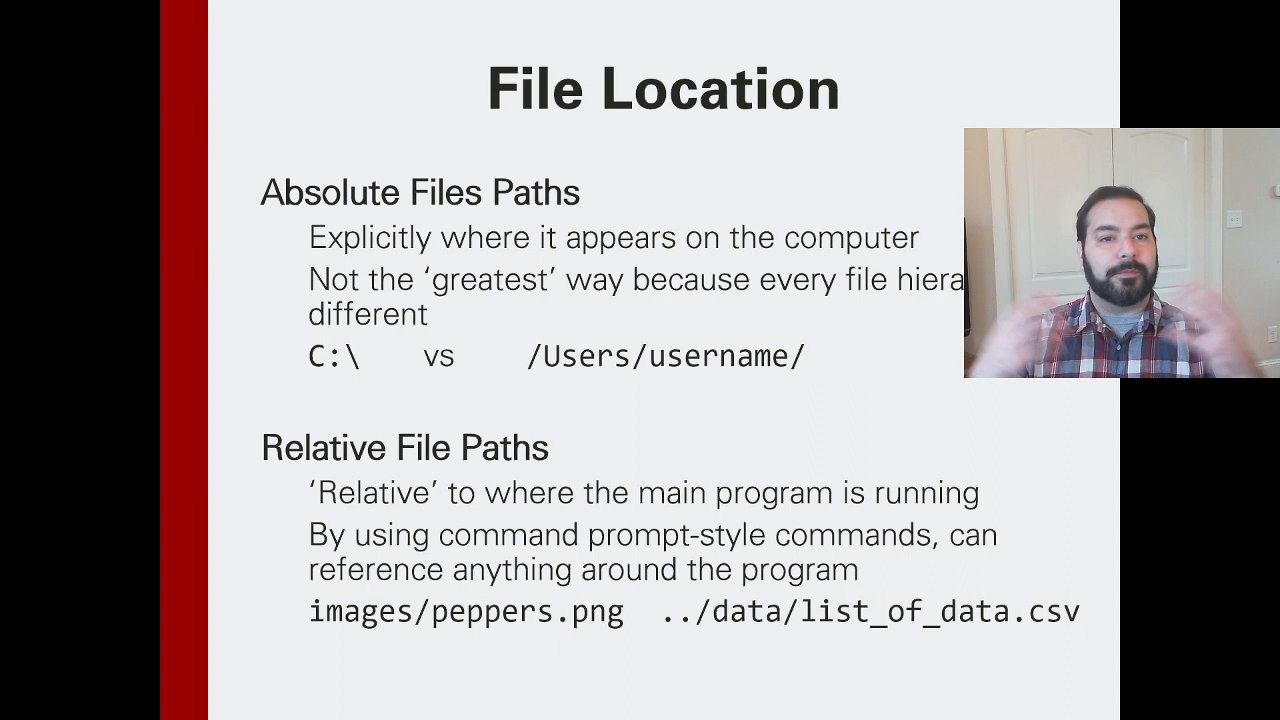 File Location
Absolute Files Paths
Explicitly where it appears on the computer
Not the ‘greatest’ way because every file
different
C:\ vs /Users/username/
Relative File Paths
‘Relative’ to where the main program is running
By using command prompt-style commands, can
reference anything around the program
images/peppers.png ../data/list_of_data.csv